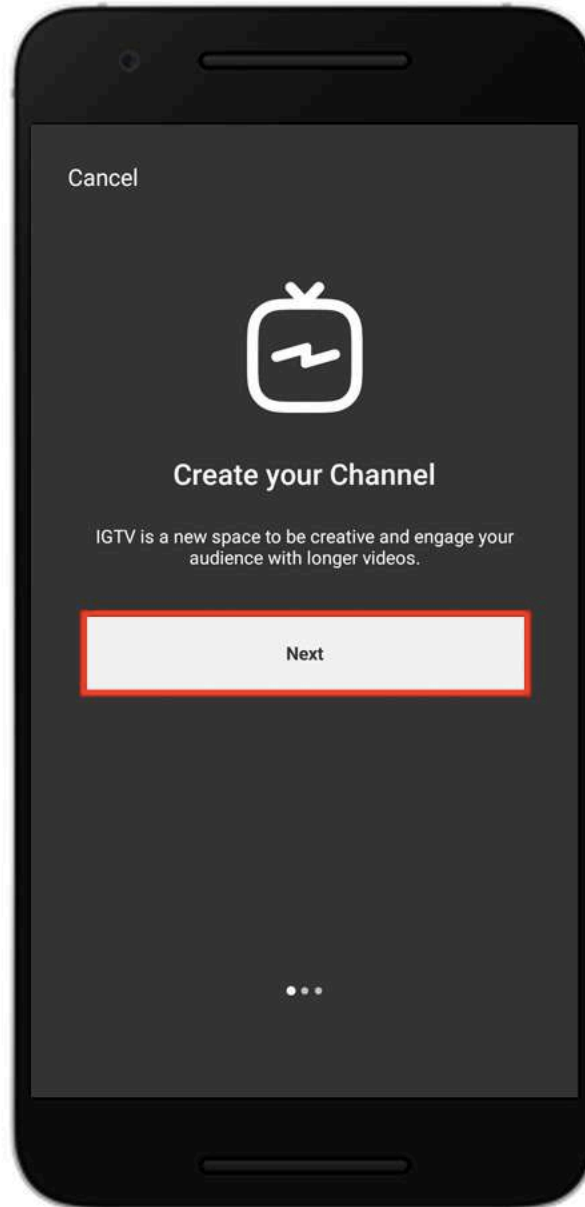 Cancel
Create your Channel
IGTV is a new space to be creative and engage your
audience with longer videos.
Next